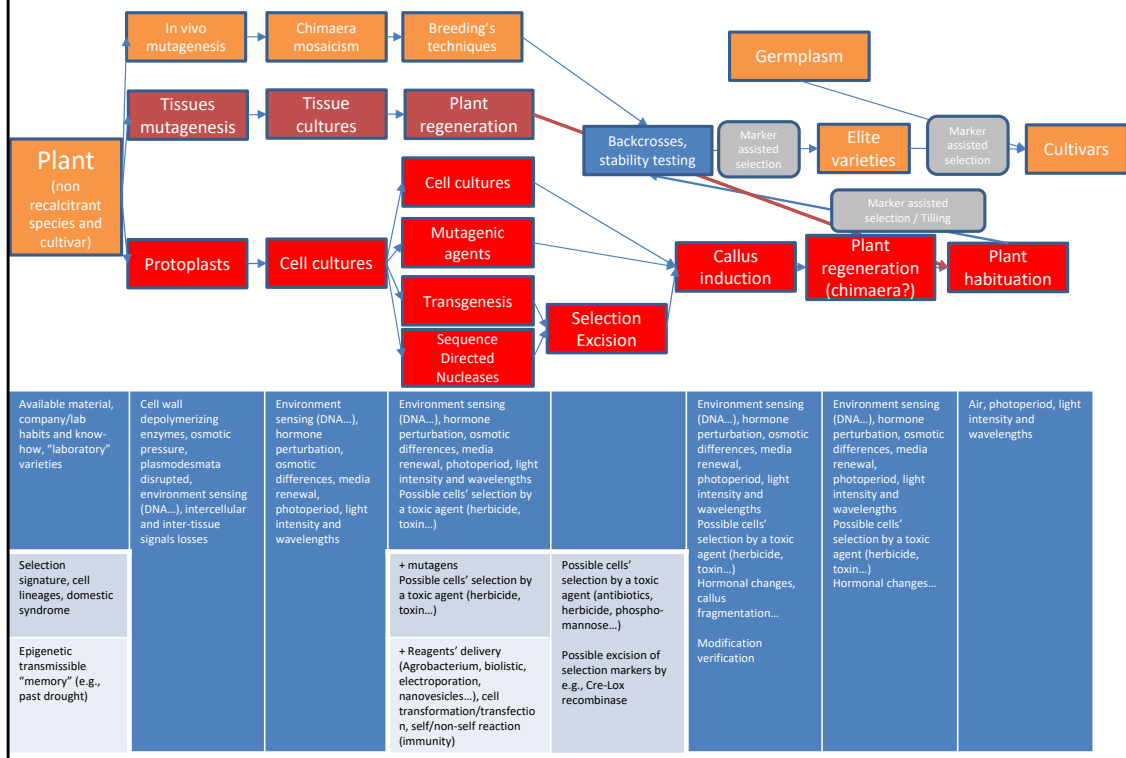 In vivo
mutagenesis
Chimaera
mosaicism
Breeding's
techniques
Germplasm
Tissues
mutagenesis
Tissue
cultures
Plant
regeneration
Backcrosses,
stability testing
Marker
assisted
selection
Elite
varieties
Marker
assisted
selection
Cultivars
Plant
(non
recalcitrant
species and
cultivar)
Cell cultures
Marker assisted
selection / Tilling
Protoplasts
Cell cultures
Mutagenic
agents
Callus
induction
Plant
regeneration
(chimaera?)
Plant
habituation
Transgenesis
Selection
Excision
Sequence
Directed
Nucleases
Available material,
company/lab
habits and know-
how, "laboratory"
varieties
Cell wall
depolymerizing
enzymes, osmotic
pressure,
plasmodesmata
disrupted,
environment sensing
(DNA...), intercellular
and inter-tissue
signals losses
Environment
sensing (DNA...),
hormone
perturbation,
osmotic
differences, media
renewal,
photoperiod, light
intensity and
wavelengths
Environment sensing
(DNA...), hormone
perturbation, osmotic
differences, media
renewal, photoperiod, light
intensity and wavelengths
Possible cells' selection by
a toxic agent (herbicide,
toxin...)
Environment sensing
(DNA...), hormone
perturbation, osmotic
differences, media
renewal,
photoperiod, light
intensity and
wavelengths
Possible cells'
selection by a toxic
agent (herbicide,
toxin...)
Hormonal changes,
callus
fragmentation...
Modification
verification
Environment sensing
(DNA...), hormone
perturbation, osmotic
differences, media
renewal,
photoperiod, light
intensity and
wavelengths
Possible cells'
selection by a toxic
agent (herbicide,
toxin...)
Hormonal changes...
Air, photoperiod, light
intensity and
wavelengths
Selection
signature, cell
lineages, domestic
syndrome
+ mutagens
Possible cells' selection by
a toxic agent (herbicide,
toxin...)
Possible cells'
selection by a toxic
agent (antibiotics,
herbicide, phospho-
mannose...)
Possible excision of
selection markers by
e.g., Cre-Lox
recombinase
Epigenetic
transmissible
"memory" (e.g.,
past drought)
+ Reagents' delivery
(Agrobacterium, biolistic,
electroporation,
nanovesicles...), cell
transformation/transfectio
n, self/non-self reaction
(immunity)